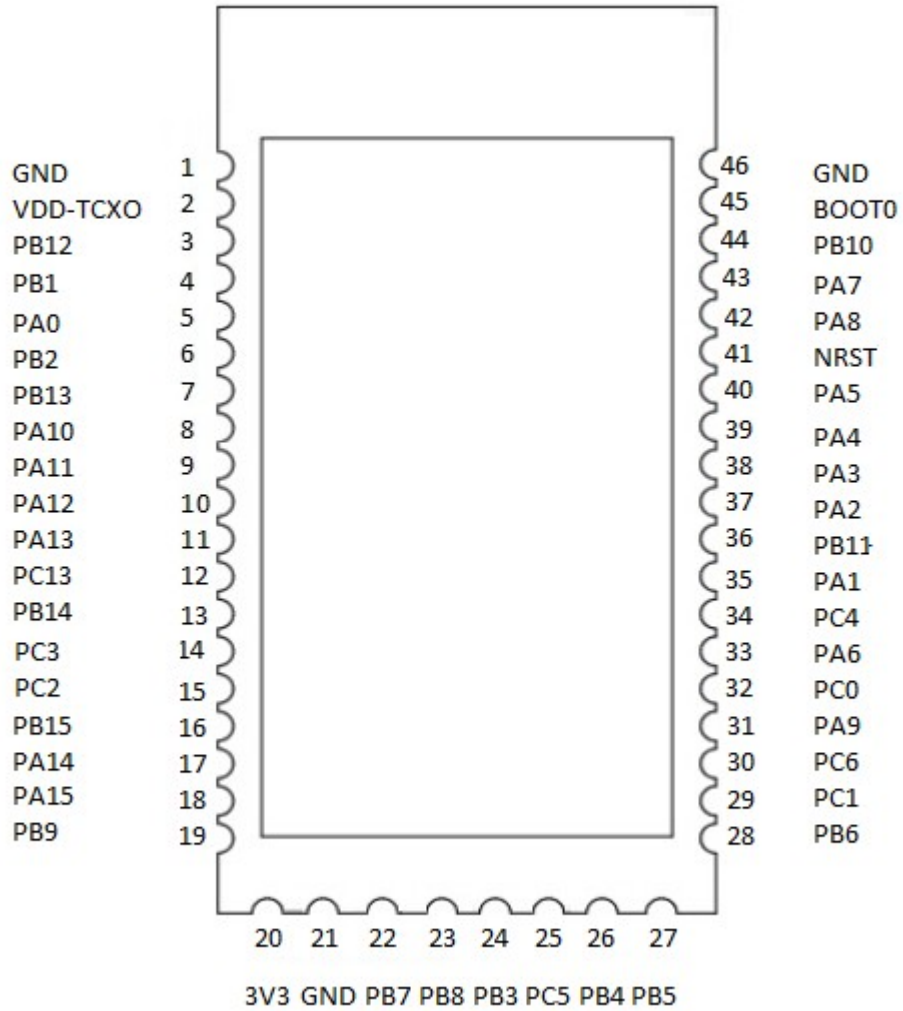 GND 1 46 GND
VDD-TCXO 2 45 BOOT0
PB12 3 44 PB10
PB1 4 43 PA7
PA0 5 42 PA8
PB2 6 41 NRST
PB13 7 40 PA5
PA10 8 39 PA4
PA11 9 38 PA3
PA12 10 37 PA2
PA13 11 36 PB11
PC13 12 35 PA1
PB14 13 34 PC4
PC3 14 33 PA6
PC2 15 32 PC0
PB15 16 31 PA9
PA14 17 30 PC6
PA15 18 29 PC1
PB9 19 28 PB6
20 21 22 23 24 25 26 27
3V3 GND PB7 PB8 PB3 PC5 PB4 PB5